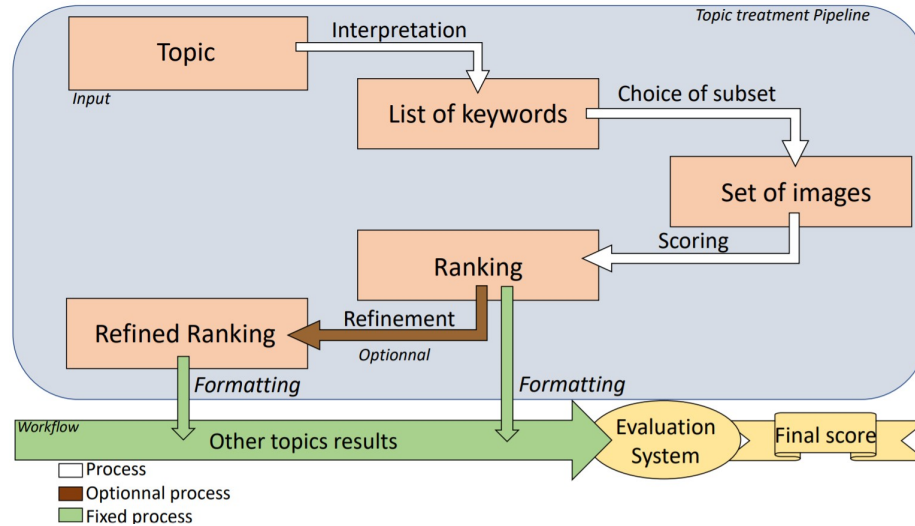 Topic treatment Pipeline
Topic
Input
Interpretation
List of keywords
Choice of subset
Set of images
Scoring
Ranking
Refinement
Optionnal
Refined Ranking
Formatting
Formatting
Workflow
Other topics results
Evaluation
System
Final score
Process
Optionnal process
Fixed process